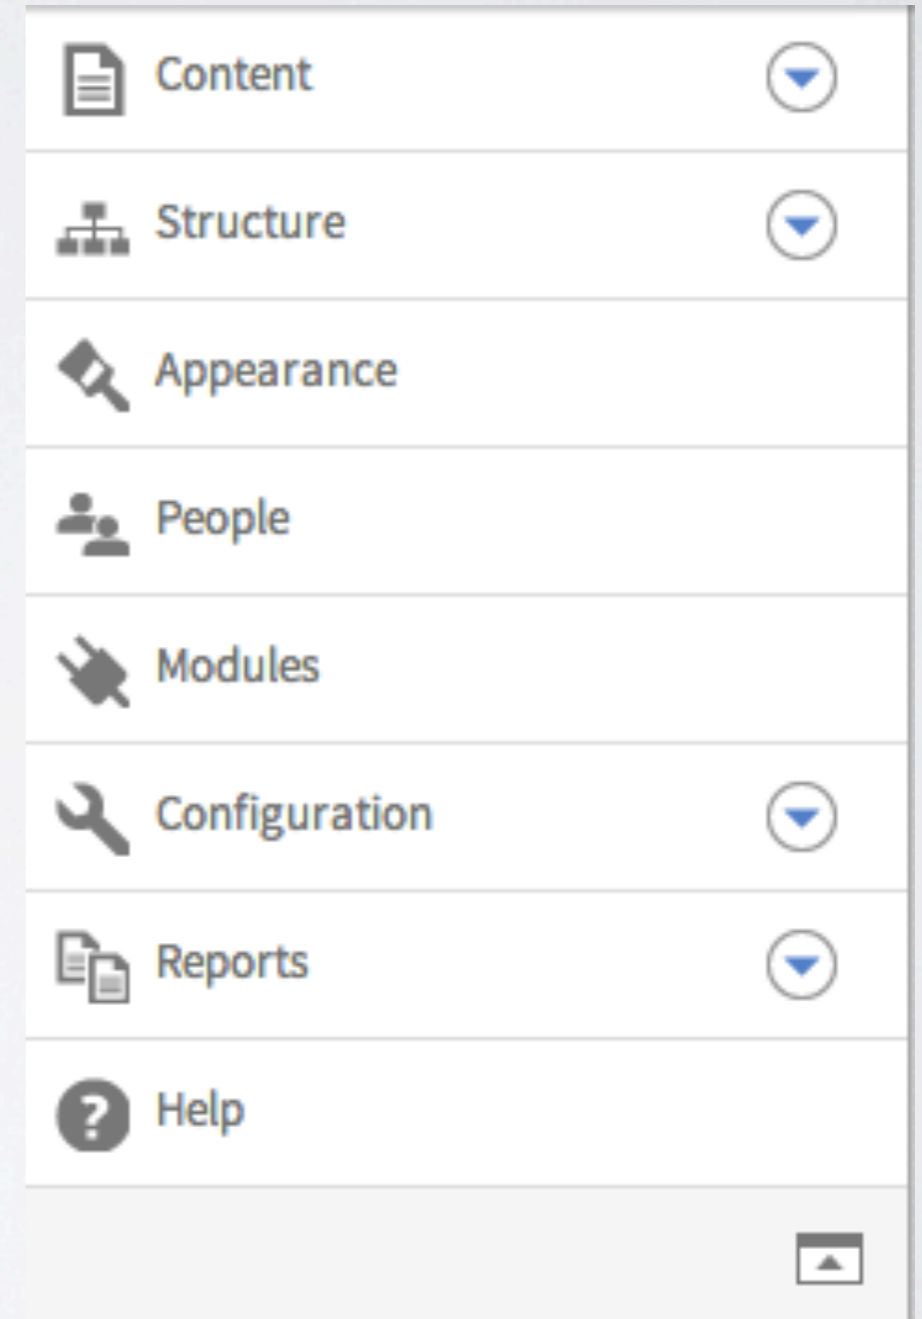 Content
Structure
Appearance
People
Modules
Configuration
Reports
Help